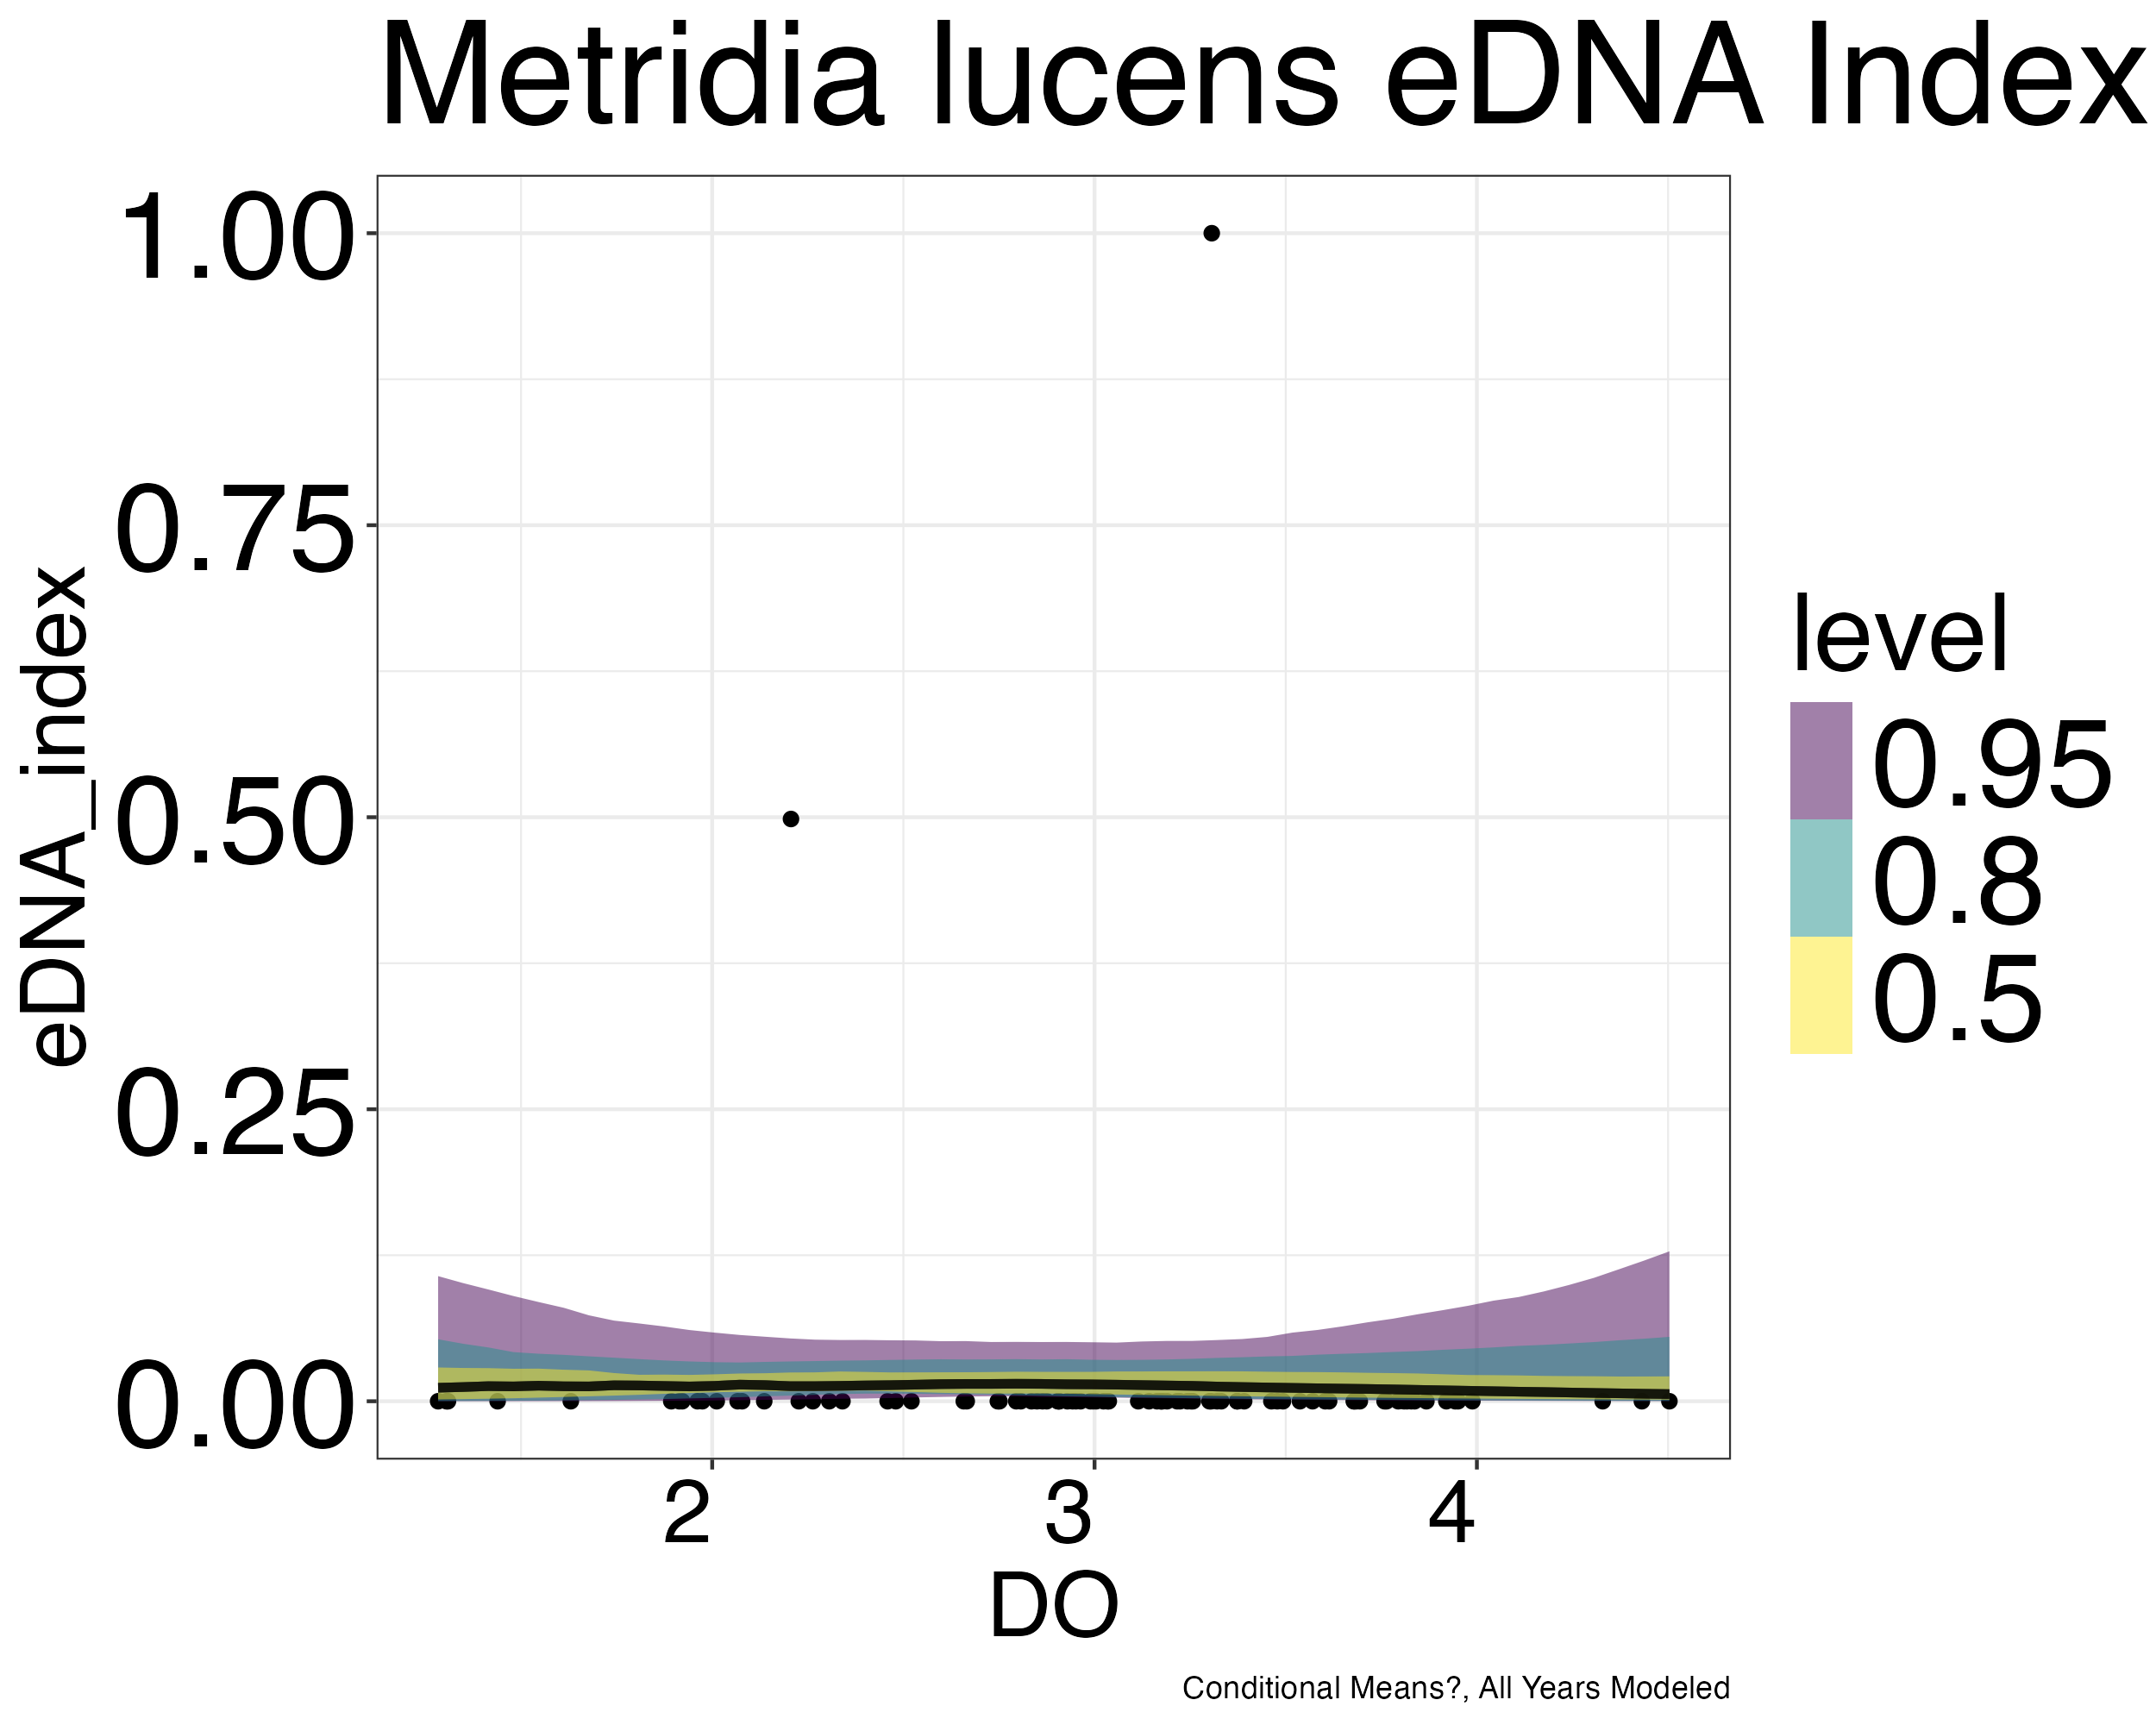 Metridia lucens eDNA Index
1.00
0.75
0.50
0.25
0.00
eDNA_index
2 3 4
DO
level
0.95
0.8
0.5
Conditional Means?, All Years Modeled